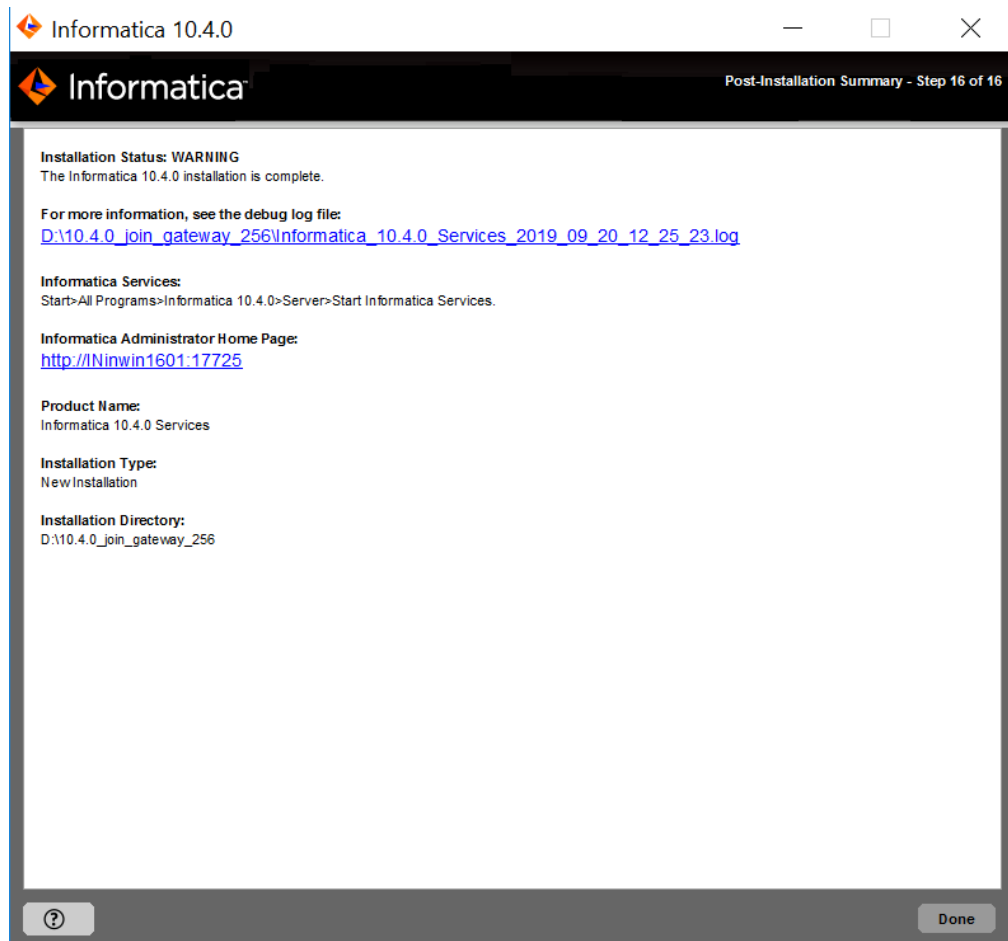 Informatica 10.4.0
Informatica
Post-Installation Summary - Step 16 of 16
Installation Status: WARNING
The Informatica 10.4.0 installation is complete.
For more information, see the debug log file:
D:\10.4.0_join_gateway_256\Informatica_10.4.0_Services_2019_09_20_12_25_23.log
Informatica Services:
Start>All Programs>Informatica 10.4.0>Server>Start Informatica Services.
Informatica Administrator Home Page:
http://INinwin1601:17725
Product Name:
Informatica 10.4.0 Services
Installation Type:
New Installation
Installation Directory:
D:\10.4.0_join_gateway_256
?
Done